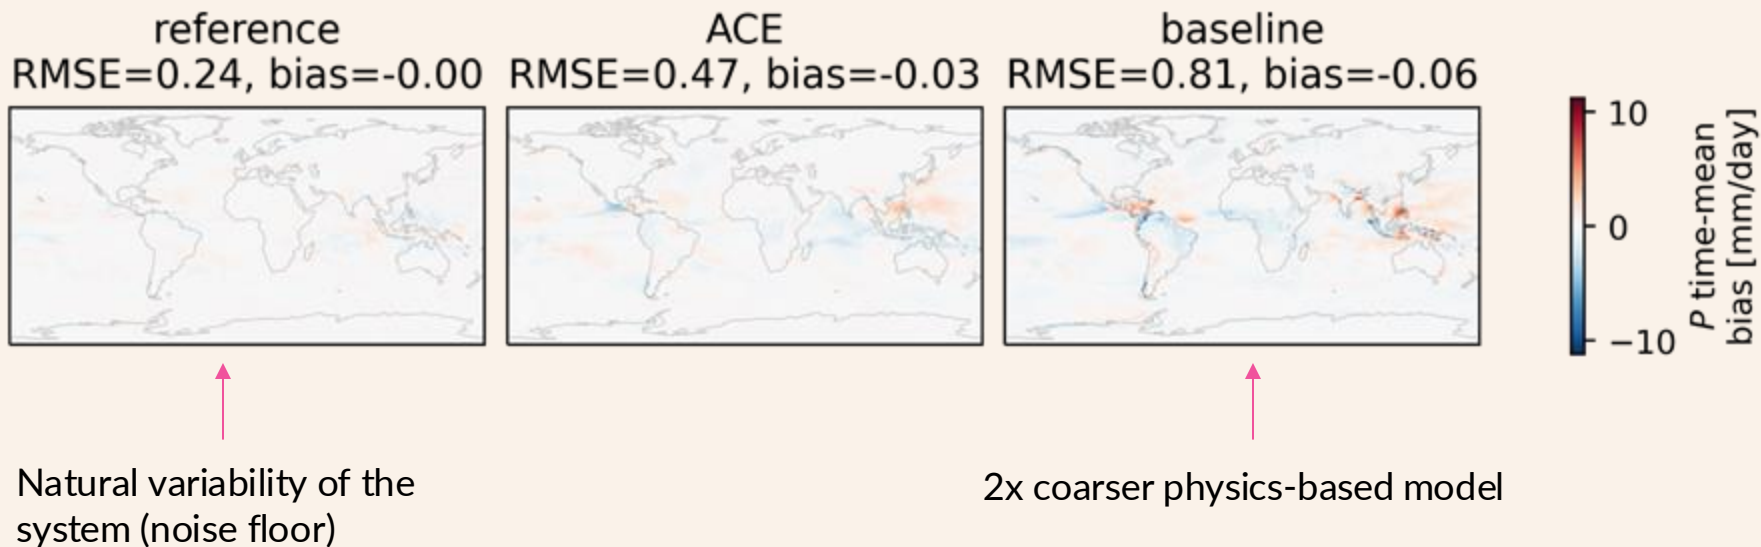 reference
RMSE=0.24, bias=-0.00
ACE
RMSE=0.47, bias=-0.03
baseline
RMSE=0.81, bias=-0.06
10
0
−10
P time-mean
bias [mm/day]
Natural variability of the
system (noise floor)
2x coarser physics-based model